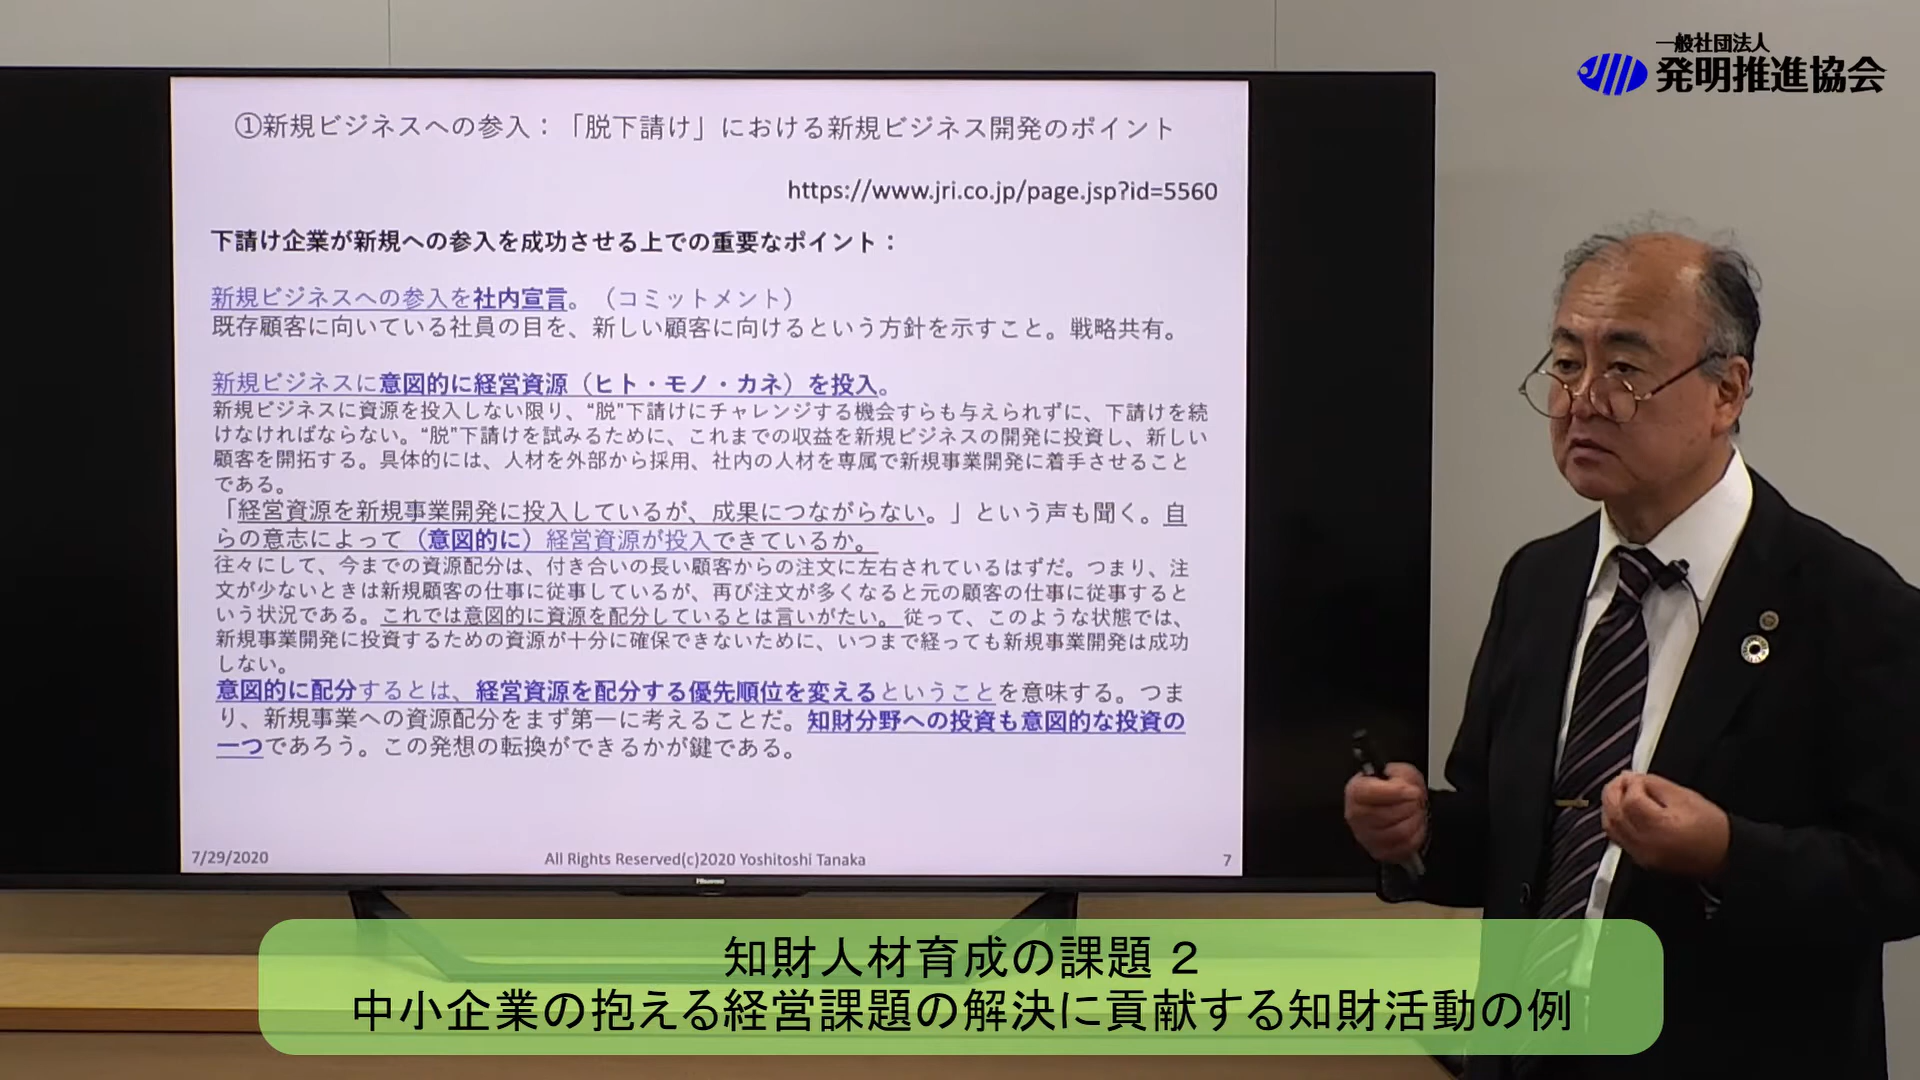 一般社団法人
発明推進協会
①新規ビジネスへの参入：「脱下請け」における新規ビジネス開発のポイント
https://www.jri.co.jp/page.jsp?id=5560
下請け企業が新規への参入を成功させる上での重要なポイント：
新規ビジネスへの参入を社内宣言。（コミットメント）
既存顧客に向いている社員の目を、新しい顧客に向けるという方針を示すこと。戦略共有。
新規ビジネスに意図的に経営資源（ヒト・モノ・カネ）を投入。
新規ビジネスに資源を投入しない限り、“脱”下請けにチャレンジする機会すらも与えられずに、下請けを続
けなければならない。“脱”下請けを試みるために、これまでの収益を新規ビジネスの開発に投資し、新しい
顧客を開拓する。具体的には、人材を外部から採用、社内の人材を専属で新規事業開発に着手させること
である。
「経営資源を新規事業開発に投入しているが、成果につながらない。」という声も聞く。自
らの意志によって（意図的に）経営資源が投入できているか。
往々にして、今までの資源配分は、付き合いの長い顧客からの注文に左右されているはずだ。つまり、注
文が少ないときは新規顧客の仕事に従事しているが、再び注文が多くなると元の顧客の仕事に従事すると
いう状況である。これでは意図的に資源を配分しているとは言いがたい。従って、このような状態では、
新規事業開発に投資するための資源が十分に確保できないために、いつまで経っても新規事業開発は成功
しない。
意図的に配分するとは、経営資源を配分する優先順位を変えるということを意味する。つま
り、新規事業への資源配分をまず第一に考えることだ。知財分野への投資も意図的な投資の
一つであろう。この発想の転換ができるかが鍵である。
7/29/2020
All Rights Reserved(c)2020 Yoshitoshi Tanaka
7
Hisense
知財人材育成の課題 ２
中小企業の抱える経営課題の解決に貢献する知財活動の例